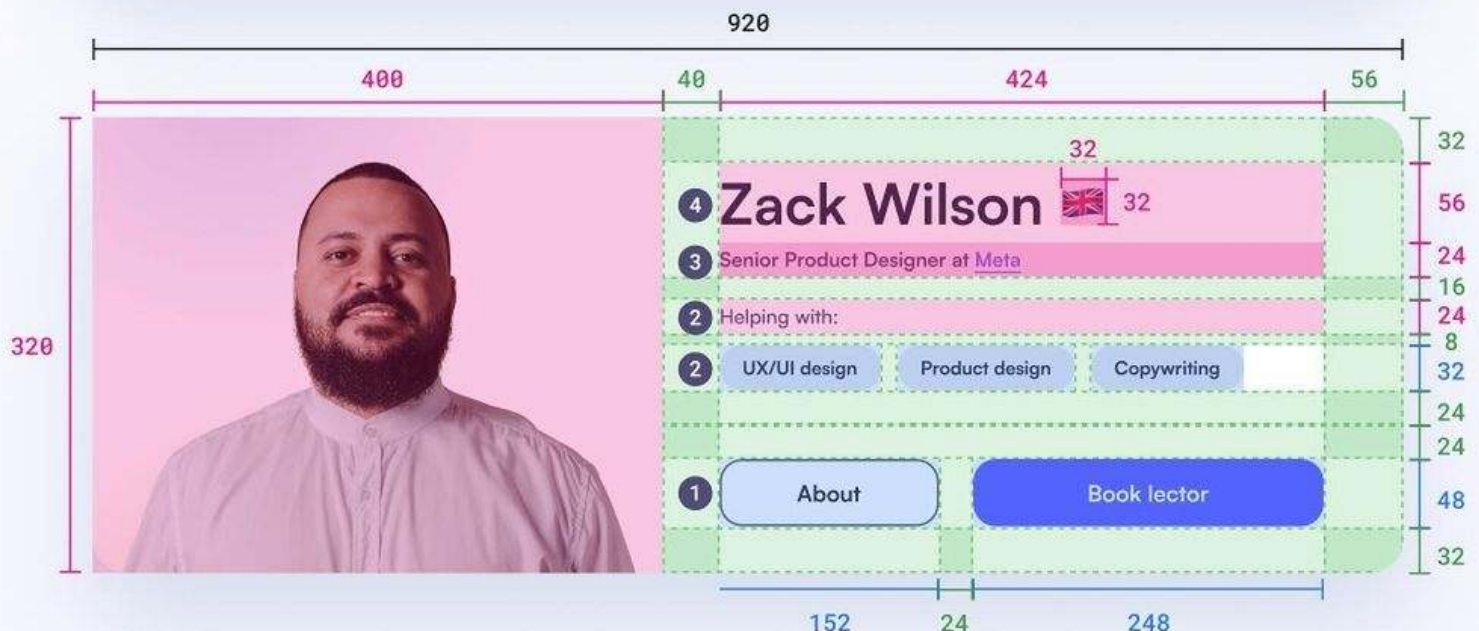 920
400 40 424 56
32
32
4 Zack Wilson 32
56
3 Senior Product Designer at Meta
24
16
2 Helping with:
24
320
8
2 UX/UI design Product design Copywriting
32
24
24
1 About Book lector
48
32
152 24 248